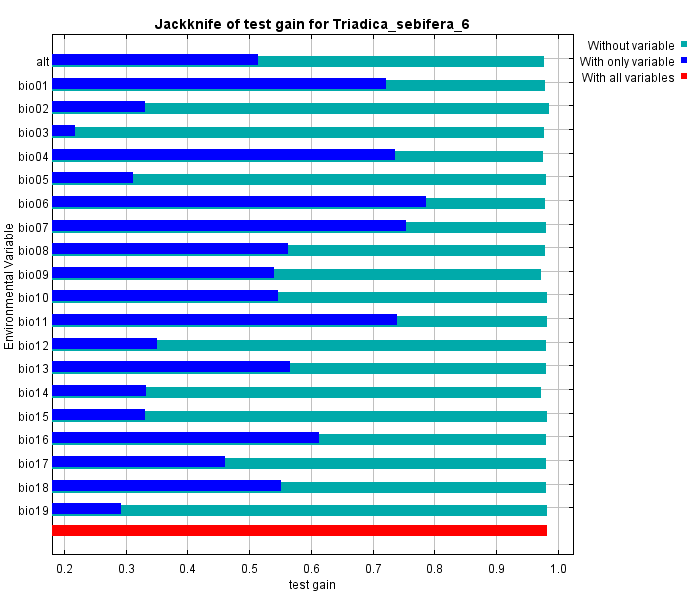 Jackknife of test gain for Triadica_sebifera_6
Without variable
With only variable
With all variables
Environmental Variable
alt
bio01
bio02
bio03
bio04
bio05
bio06
bio07
bio08
bio09
bio10
bio11
bio12
bio13
bio14
bio15
bio16
bio17
bio18
bio19
0.2 0.3 0.4 0.5 0.6 0.7 0.8 0.9 1.0
test gain